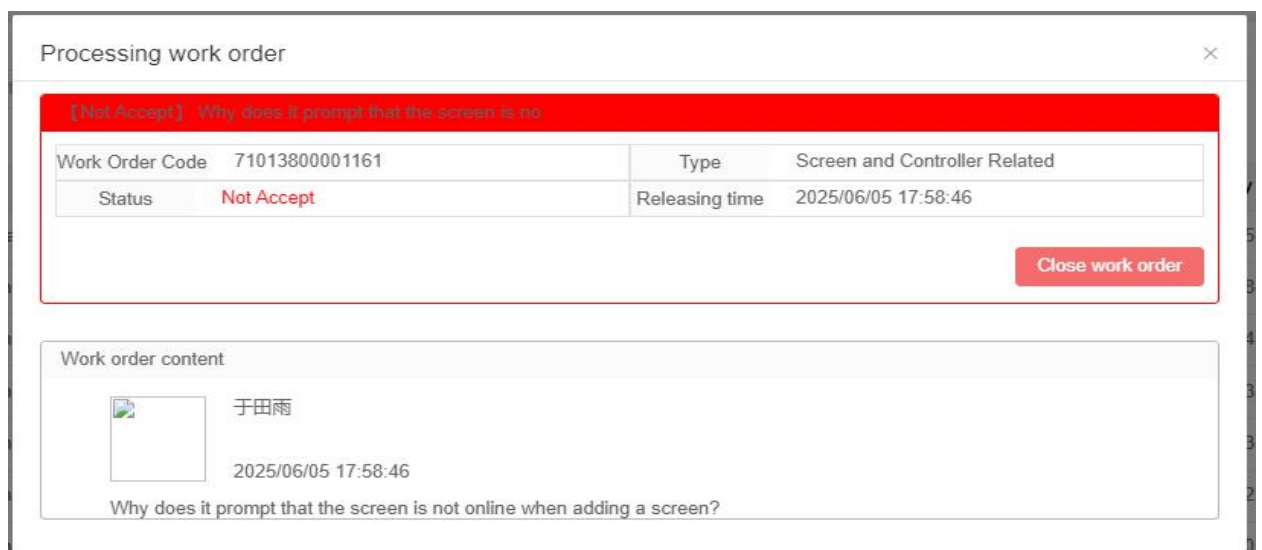 Processing work order
×
【Not Accept】 Why does it prompt that the screen is no
Work Order Code 71013800001161 Type Screen and Controller Related
Status Not Accept Releasing time 2025/06/05 17:58:46
Close work order
Work order content
于田雨
2025/06/05 17:58:46
Why does it prompt that the screen is not online when adding a screen?